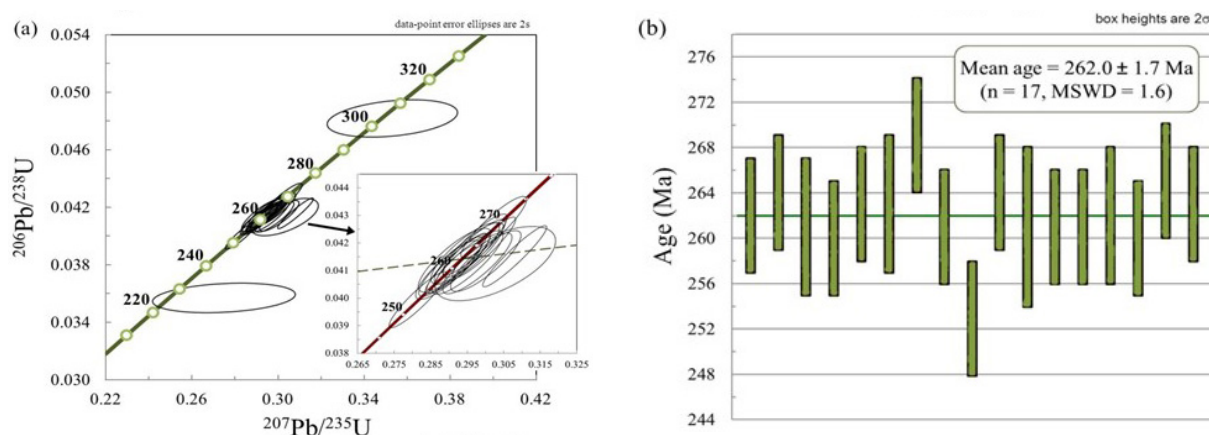 (a)
data-point error ellipses are 2s
0.054
0.050
0.046
0.042
0.038
0.034
0.030
206Pb/238U
320
300
280
260
240
220
0.044
0.043
0.042
0.041
0.040
0.039
0.038
270
260
250
0.265 0.275 0.285 0.295 0.305 0.315 0.325
0.22 0.26 0.30 0.34 0.38 0.42
207Pb/235U
(b)
box heights are 2σ
276
272
268
264
260
256
252
248
244
Age (Ma)
Mean age = 262.0 ± 1.7 Ma
(n = 17, MSWD = 1.6)